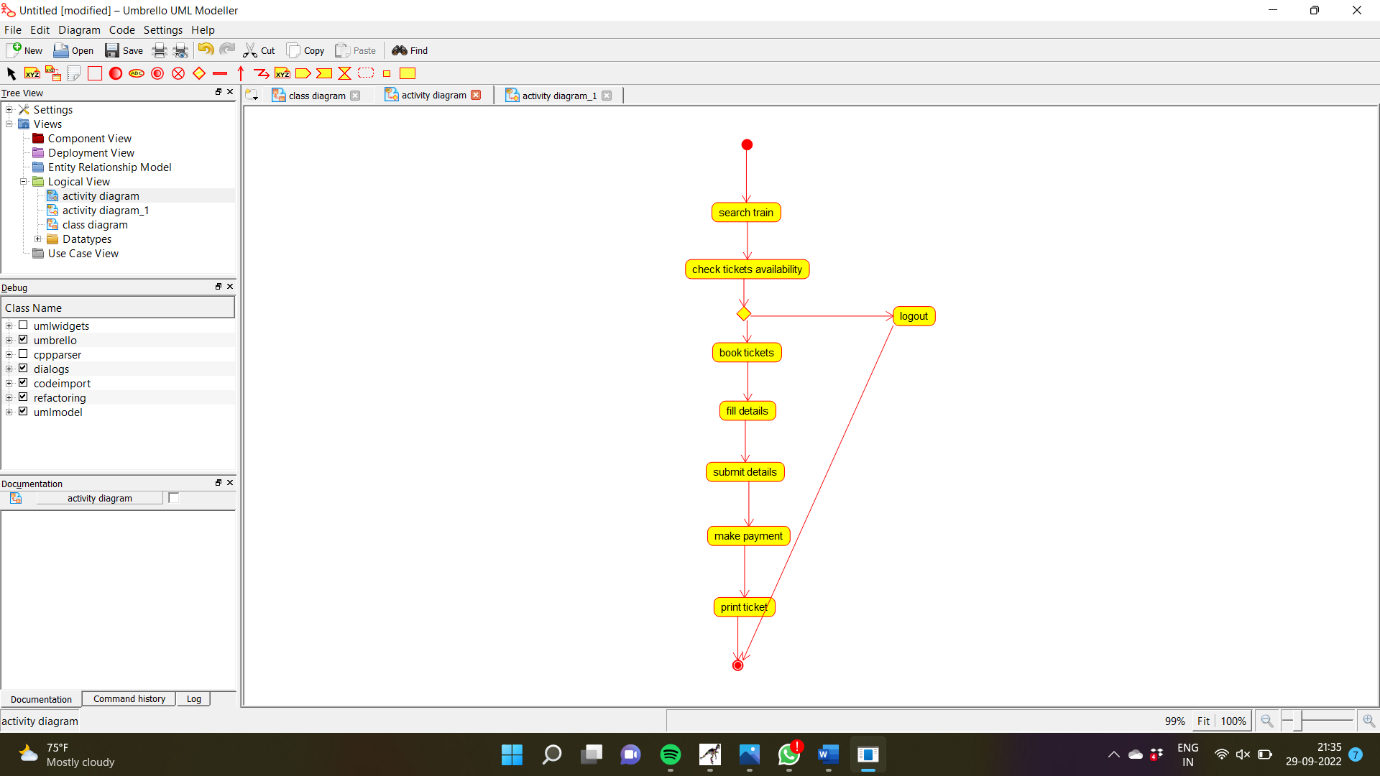 Untitled [modified] – Umbrello UML Modeller
File Edit Diagram Code Settings Help
New Open Save Cut Copy Paste Find
XYZ ABC XYZ
Tree View
class diagram activity diagram activity diagram_1
Settings
Views
Component View
Deployment View
Entity Relationship Model
Logical View
activity diagram
activity diagram_1
class diagram
Datatypes
Use Case View
Debug
Class Name
umlwidgets
umbrello
cppparser
dialogs
codeimport
refactoring
umlmodel
Documentation
activity diagram
Documentation Command history Log
search train
check tickets availability
logout
book tickets
fill details
submit details
make payment
print ticket
activity diagram
99% Fit 100%
75°F
Mostly cloudy
ENG
IN
21:35
29-09-2022
7